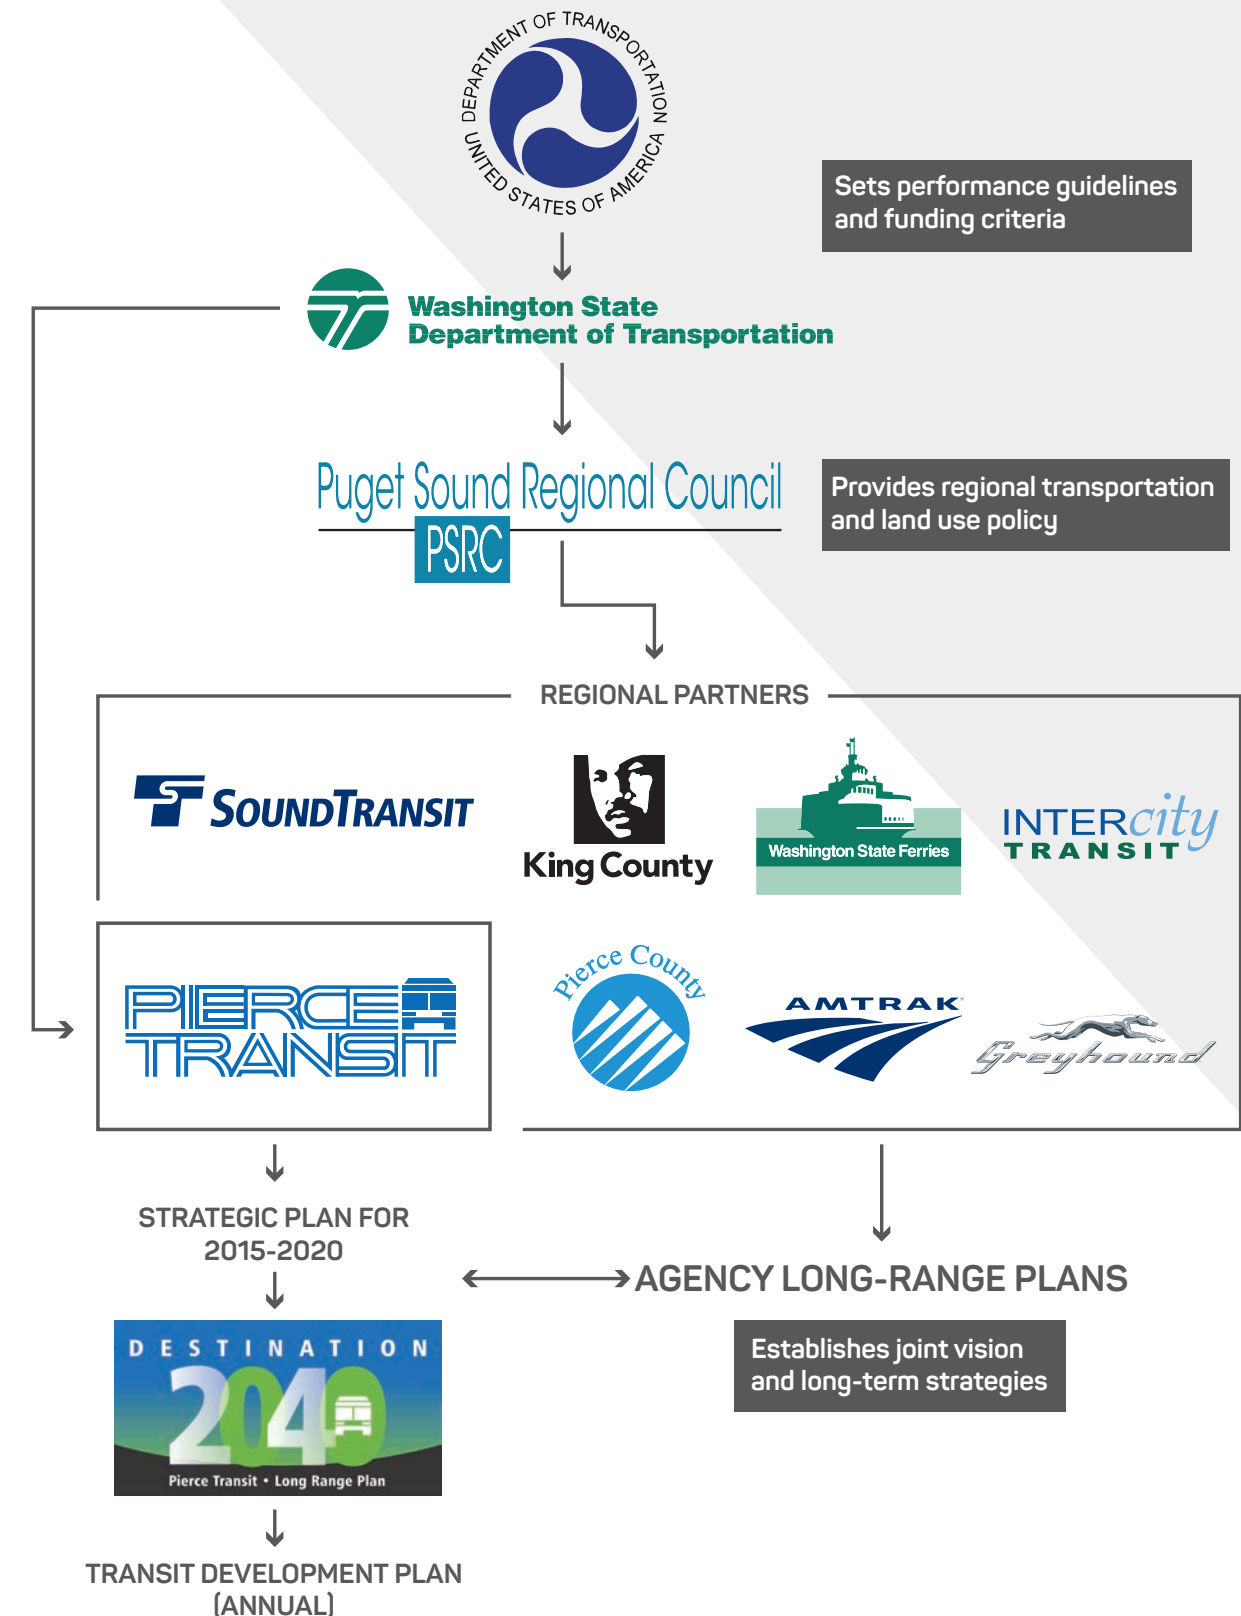 DEPARTMENT OF TRANSPORTATION
UNITED STATES OF AMERICA
Sets performance guidelines
and funding criteria
Washington State
Department of Transportation
Puget Sound Regional Council
PSRC
Provides regional transportation
and land use policy
REGIONAL PARTNERS
SOUNDTRANSIT
King County
Washington State Ferries
INTERcity
TRANSIT
PIERCE
TRANSIT
Pierce County
AMTRAK
Greyhound
STRATEGIC PLAN FOR
2015-2020
AGENCY LONG-RANGE PLANS
Establishes joint vision
and long-term strategies
DESTINATION
2040
Pierce Transit • Long Range Plan
TRANSIT DEVELOPMENT PLAN
(ANNUAL)